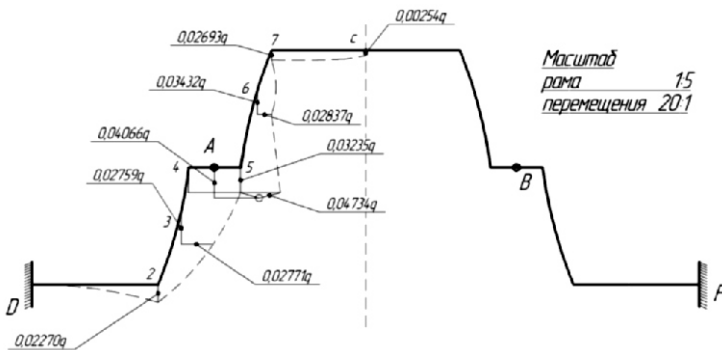 0,00254q
0,02693q
7
c
Масштаб
рама 1:5
перемещения 20:1
0,03432q
6
0,02837q
0,04066q
A
0,03235q
4
5
B
0,02759q
0,04734q
3
2
0,02771q
D
F
0,02270q